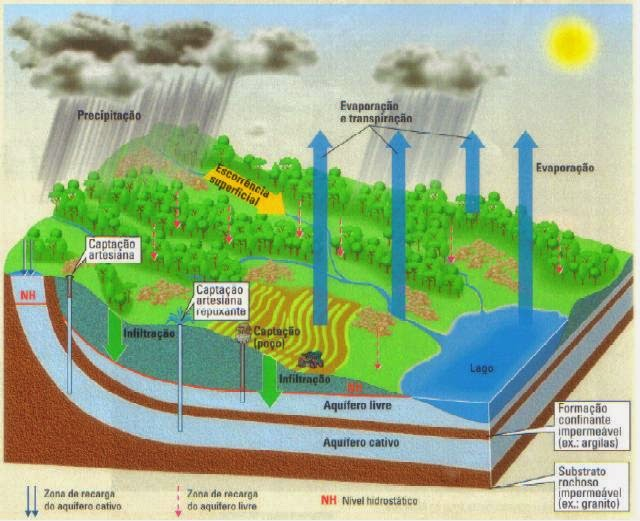 Precipitação
Evaporação
e transpiração
Evaporação
Escorrência
superficial
Captação
artesiana
NH
Captação
artesiana
repuxante
Infiltração
Captação
(poço)
Infiltração
NH
Lago
Aquífero livre
Aquífero cativo
Formação
confinante
impermeável
(ex.: argilas)
Substrato
rochoso
impermeável
(ex.: granito)
Zona de recarga
do aquífero cativo
Zona de recarga
do aquífero livre
NH Nível hidrostático